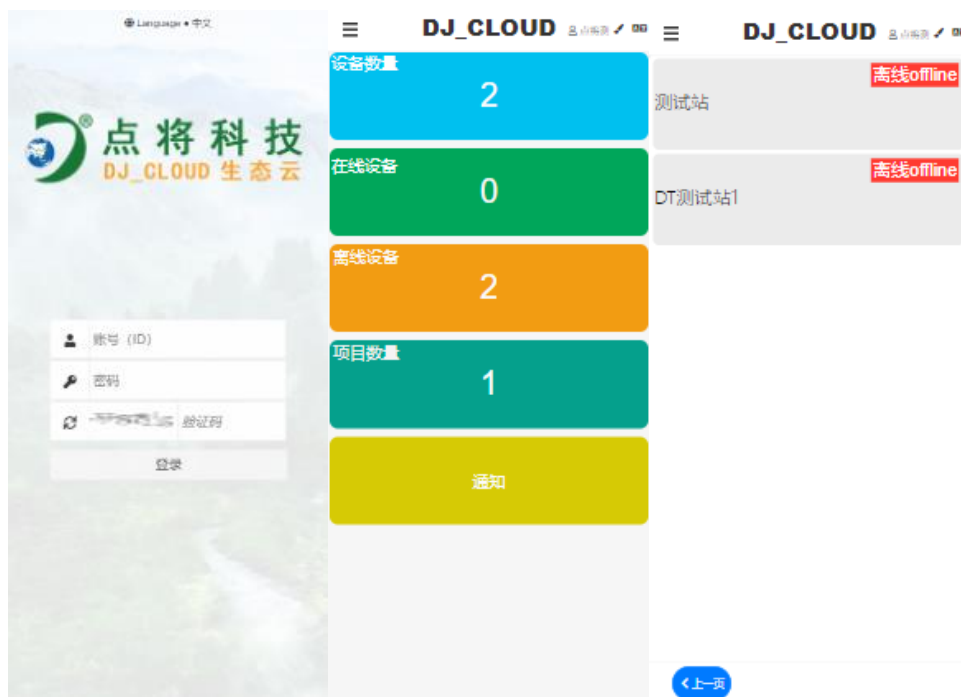 Language • 中文
®
点将科技
DJ_CLOUD 生态云
账号（ID）
密码
验证码
登录
DJ_CLOUD
设备数量
2
在线设备
0
离线设备
2
项目数量
1
通知
DJ_CLOUD
离线offline
测试站
离线offline
DT测试站1
上一页